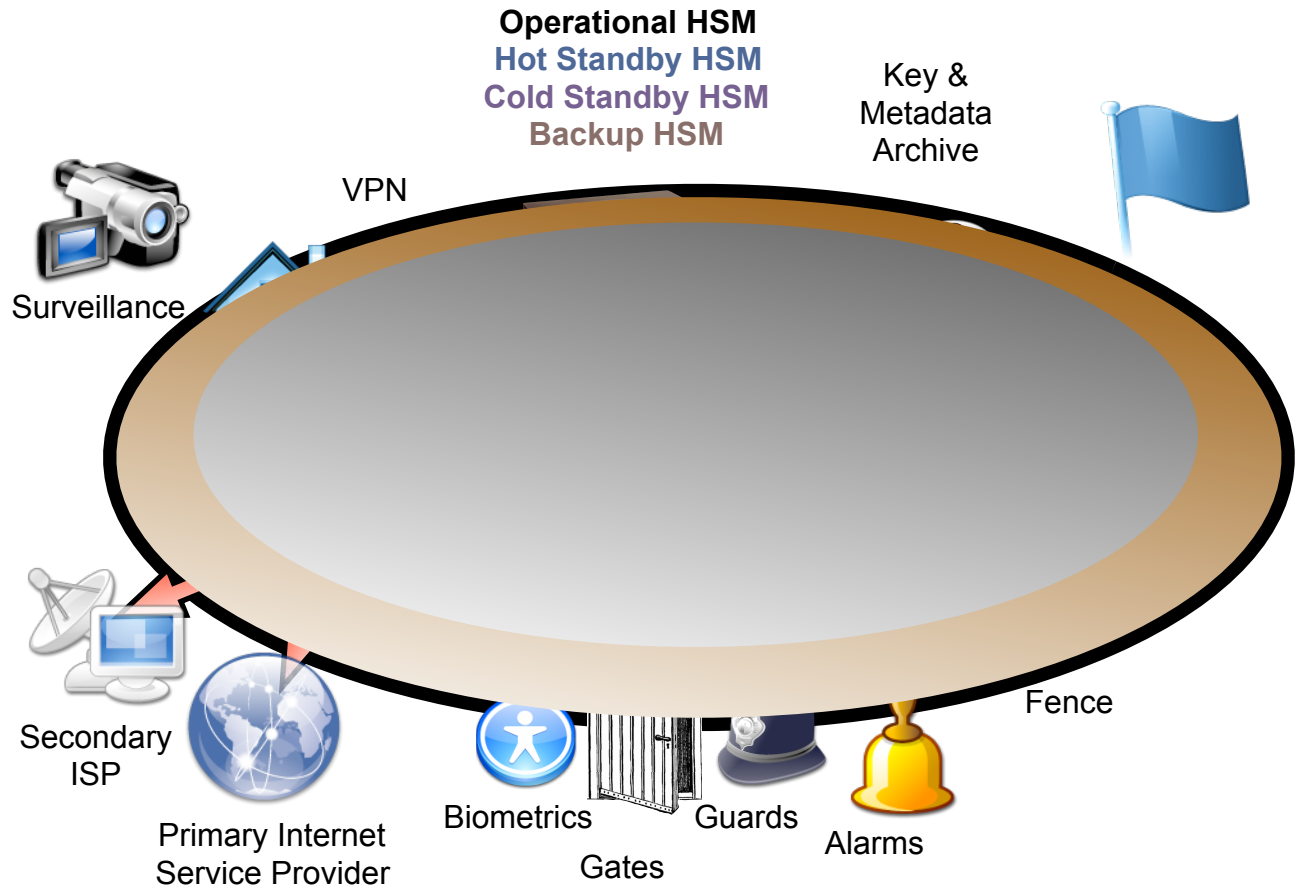 Operational HSM
Hot Standby HSM
Cold Standby HSM
Backup HSM
Key &
Metadata
Archive
VPN
Surveillance
Fence
Secondary
ISP
Primary Internet
Service Provider
Biometrics
Gates
Guards
Alarms